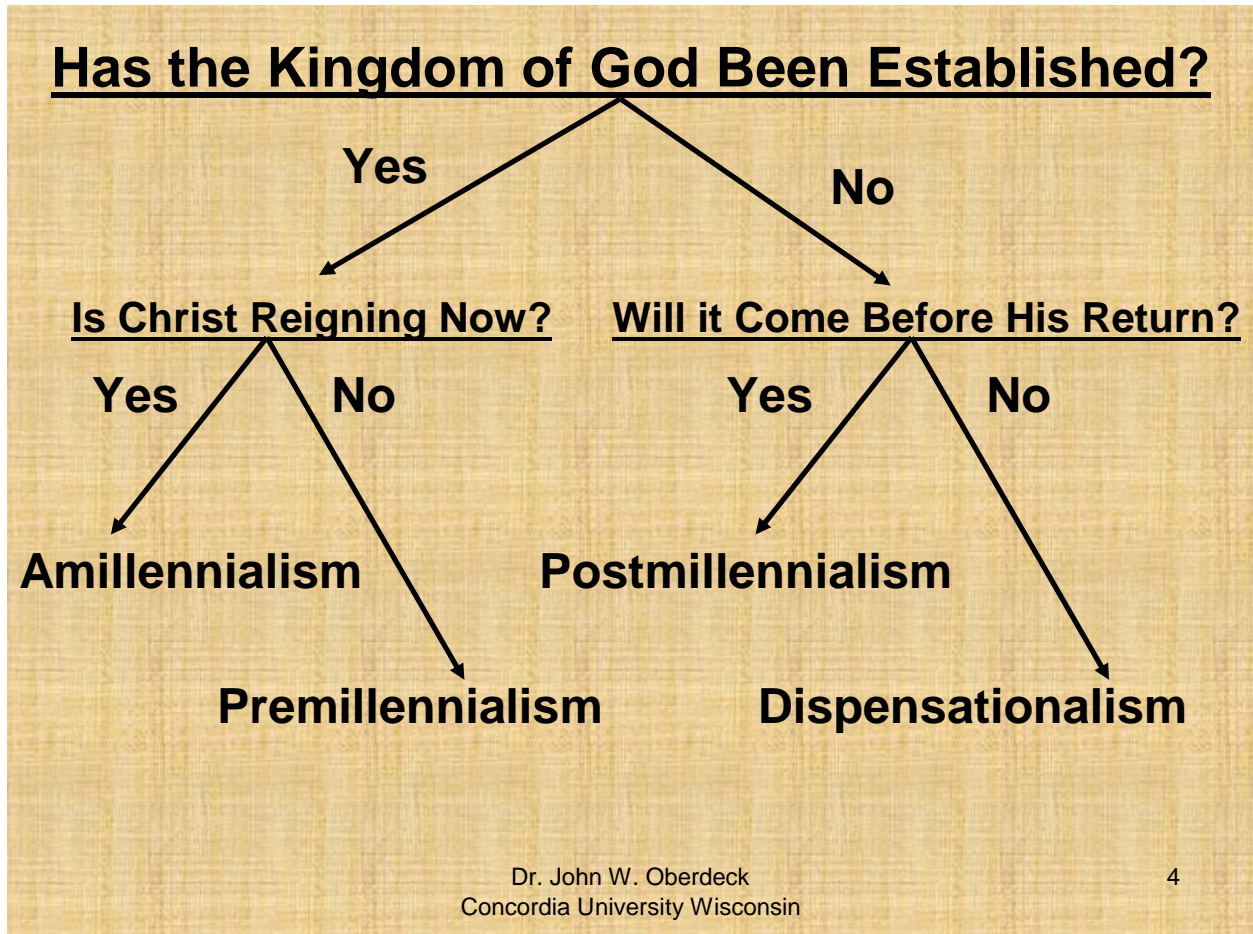 Has the Kingdom of God Been Established?
Yes
No
Is Christ Reigning Now?
Will it Come Before His Return?
Yes
No
Yes
No
Amillennialism
Postmillennialism
Premillennialism
Dispensationalism
Dr. John W. Oberdeck
Concordia University Wisconsin
4